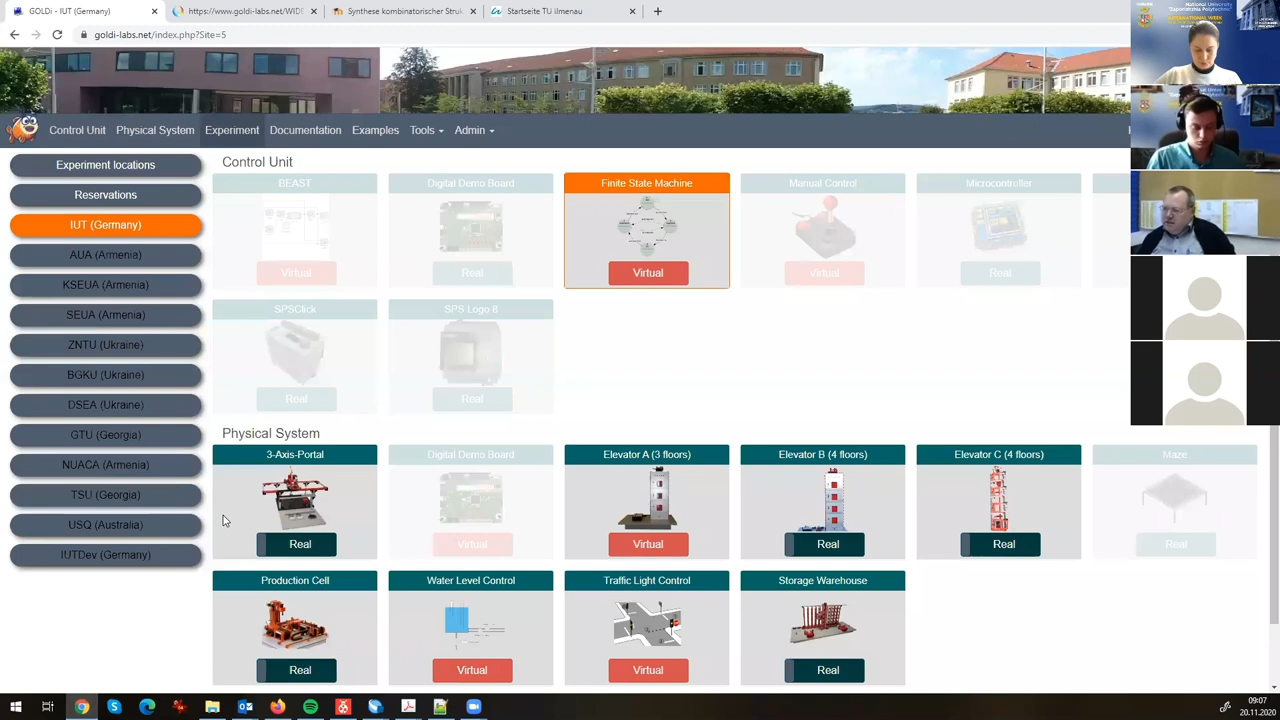 GOLDi - IUT (Germany)
https://www.goldi-labs.net/WIDE
Synthese kombinatorischer Struk
Startseite TU ilmenau
goldi-labs.net/index.php?Site=5
Control Unit
Physical System
Experiment
Documentation
Examples
Tools
Admin
Experiment locations
Reservations
IUT (Germany)
AUA (Armenia)
KSEUA (Armenia)
SEUA (Armenia)
ZNTU (Ukraine)
BGKU (Ukraine)
DSEA (Ukraine)
GTU (Georgia)
NUACA (Armenia)
TSU (Georgia)
USQ (Australia)
IUTDev (Germany)
Control Unit
BEAST
Virtual
Digital Demo Board
Real
Finite State Machine
Virtual
Manual Control
Virtual
Microcontroller
Real
SPSClick
Real
SPS Logo 8
Real
Physical System
3-Axis-Portal
Real
Digital Demo Board
Virtual
Elevator A (3 floors)
Virtual
Elevator B (4 floors)
Real
Elevator C (4 floors)
Real
Maze
Real
Production Cell
Real
Water Level Control
Virtual
Traffic Light Control
Virtual
Storage Warehouse
Real
09:07
20.11.2020